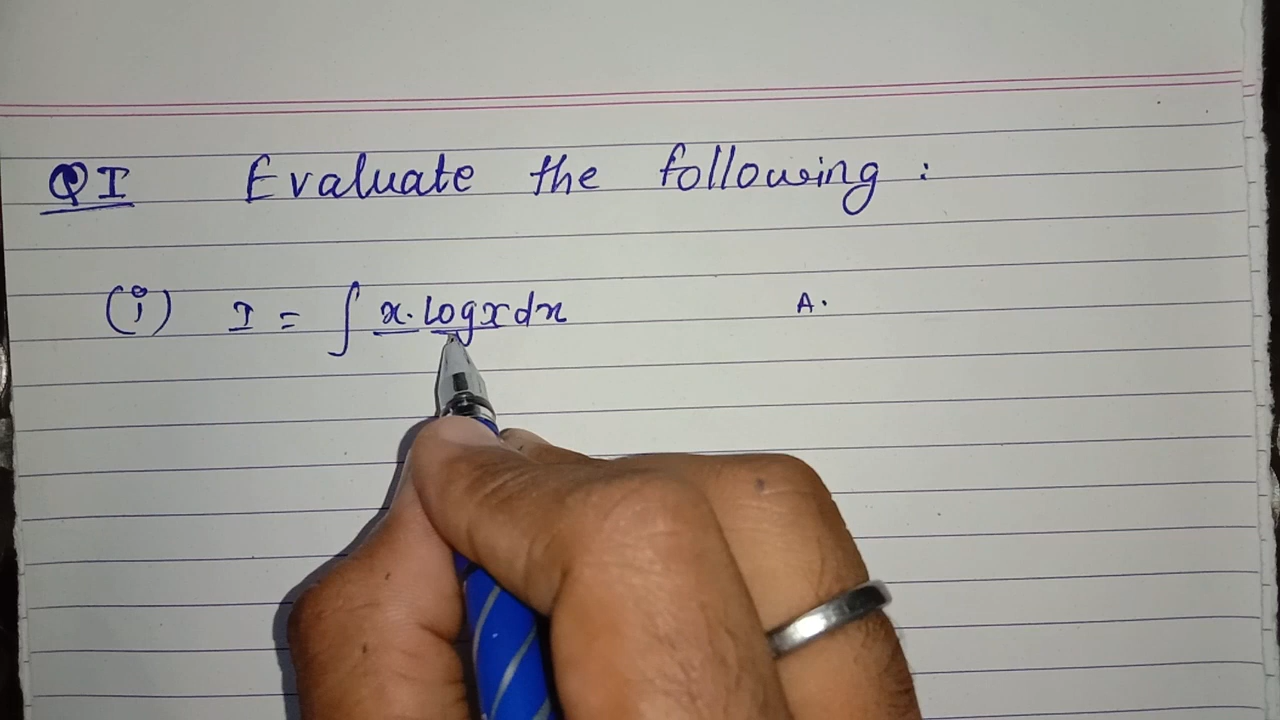 QI Evaluate the following :
(i) I = ∫ x. logx dx A.